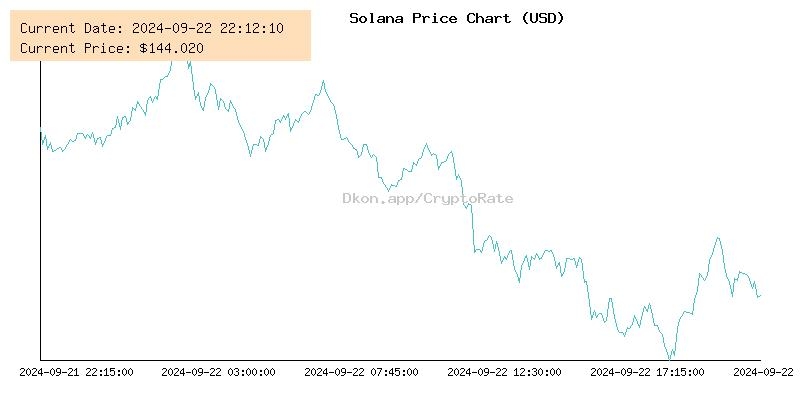 Solana Price Chart (USD)
Current Date: 2024-09-22 22:12:10
Current Price: $144.020
Dkon.app/CryptoRate
2024-09-21 22:15:00
2024-09-22 03:00:00
2024-09-22 07:45:00
2024-09-22 12:30:00
2024-09-22 17:15:00
2024-09-22